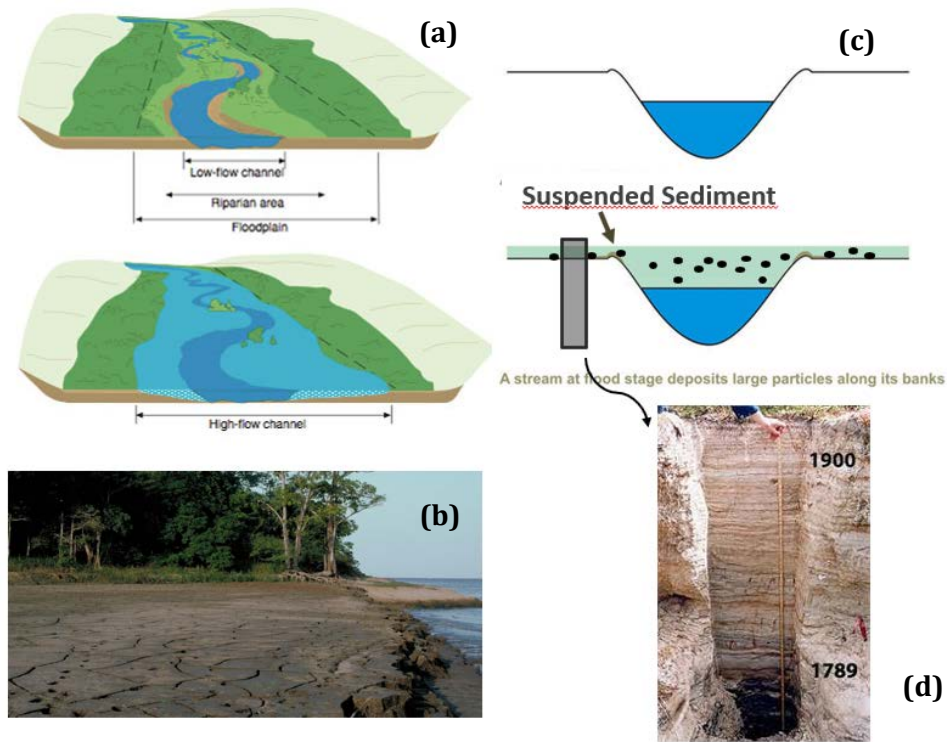 (a)
Low-flow channel
Riparian area
Floodplain
High-flow channel
(b)
(c)
Suspended Sediment
A stream at flood stage deposits large particles along its banks
1900
1789
(d)